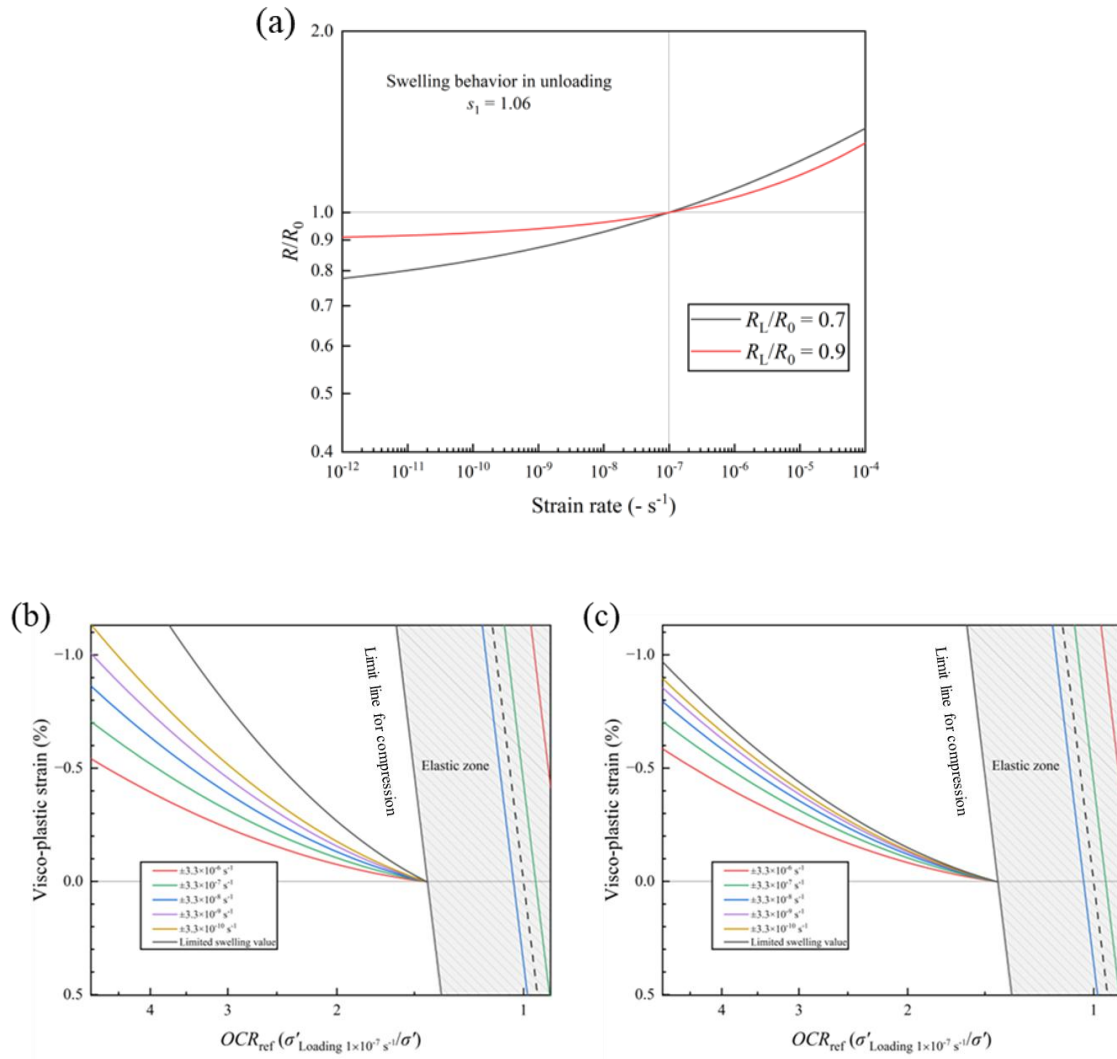 (a)
2.0
1.0
0.9
0.8
0.7
0.6
0.5
0.4
R/R₀
Swelling behavior in unloading
s₁ = 1.06
R_L/R₀ = 0.7
R_L/R₀ = 0.9
10⁻¹² 10⁻¹¹ 10⁻¹⁰ 10⁻⁹ 10⁻⁸ 10⁻⁷ 10⁻⁶ 10⁻⁵ 10⁻⁴
Strain rate (- s⁻¹)
(b)
−1.0
−0.5
0.0
0.5
Visco-plastic strain (%)
Limit line for compression
Elastic zone
±3.3×10⁻⁶ s⁻¹
±3.3×10⁻⁷ s⁻¹
±3.3×10⁻⁸ s⁻¹
±3.3×10⁻⁹ s⁻¹
±3.3×10⁻¹⁰ s⁻¹
Limited swelling value
4 3 2 1
OCR_ref (σ′_Loading 1×10⁻⁷ s⁻¹/σ′)
(c)
−1.0
−0.5
0.0
0.5
Visco-plastic strain (%)
Limit line for compression
Elastic zone
±3.3×10⁻⁶ s⁻¹
±3.3×10⁻⁷ s⁻¹
±3.3×10⁻⁸ s⁻¹
±3.3×10⁻⁹ s⁻¹
±3.3×10⁻¹⁰ s⁻¹
Limited swelling value
4 3 2 1
OCR_ref (σ′_Loading 1×10⁻⁷ s⁻¹/σ′)